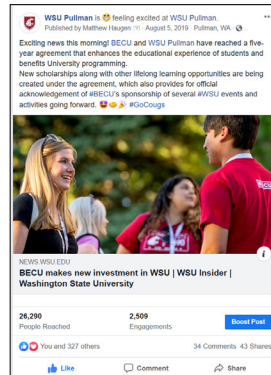 WSU Pullman is 😍 feeling excited at WSU Pullman.
Published by Matthew Haugen · August 5, 2019 · Pullman, WA ·
Exciting news this morning! BECU and WSU Pullman have reached a five-
year agreement that enhances the educational experience of students and
benefits University programming.
New scholarships along with other lifelong learning opportunities are being
created under the agreement, which also provides for official
acknowledgement of #BECU's sponsorship of several #WSU events and
activities going forward. 🤩🤝🎉 #GoCougs
NEWS.WSU.EDU
BECU makes new investment in WSU | WSU Insider |
Washington State University
26,290
People Reached
2,509
Engagements
Boost Post
You and 327 others
34 Comments 43 Shares
Like
Comment
Share